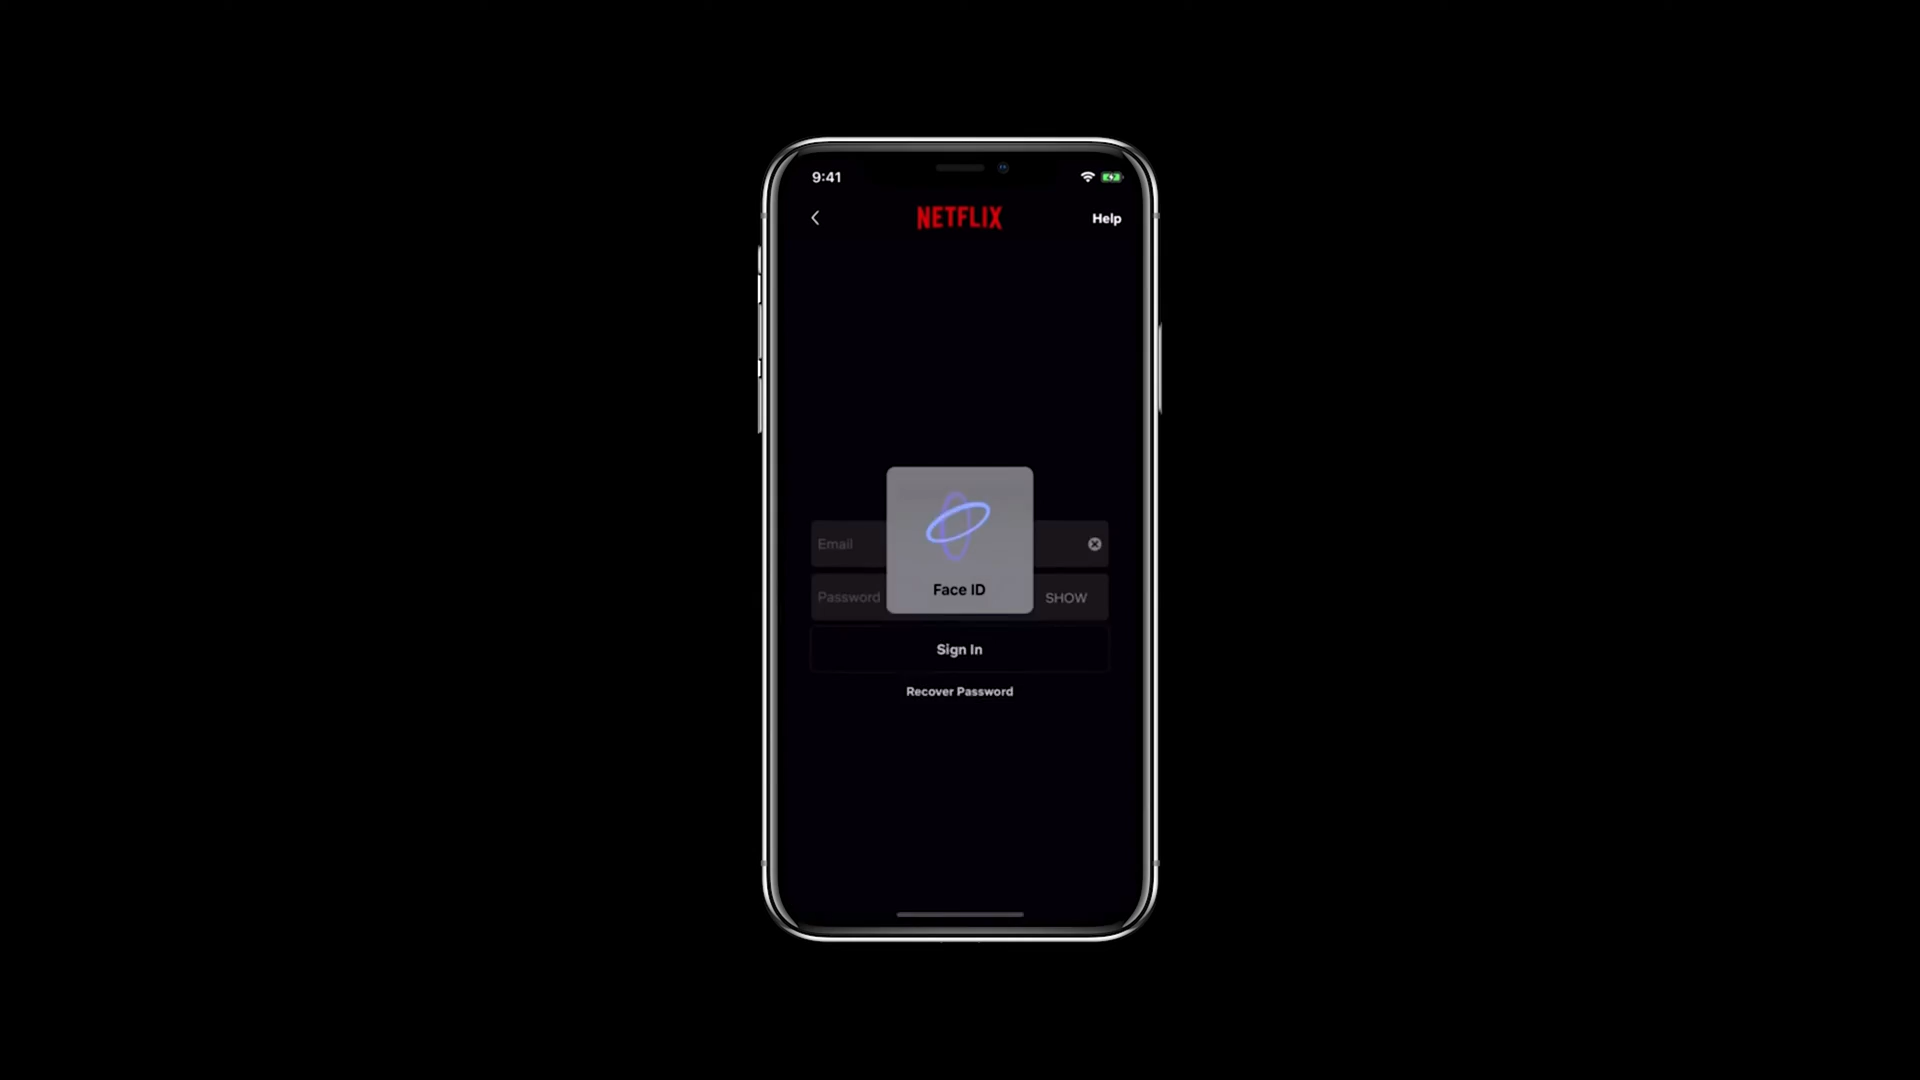 9:41
NETFLIX
Help
Email
Password
SHOW
Face ID
Sign In
Recover Password